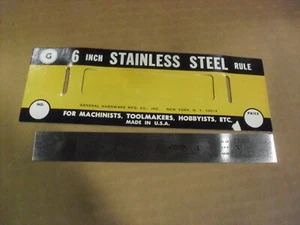 G 6 INCH STAINLESS STEEL RULE
GENERAL HARDWARE MFG. CO., INC. NEW YORK, N. Y. 10013
NO. PRICE
FOR MACHINISTS, TOOLMAKERS, HOBBYISTS, ETC.
MADE IN U.S.A.